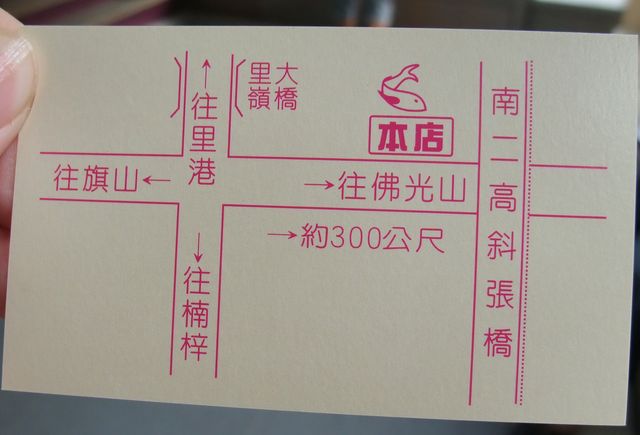 往里港
里嶺
大橋
本店
往旗山←
→往佛光山
→約300公尺
往楠梓
南二高斜張橋